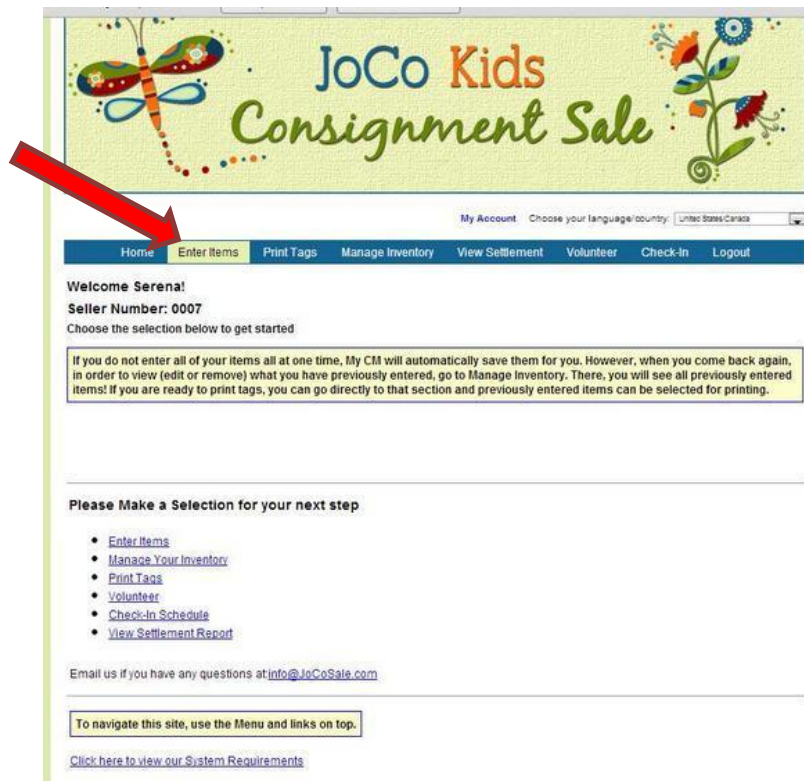 JoCo Kids
Consignment Sale
My Account Choose your language/country: United States/Canada
Home Enter Items Print Tags Manage Inventory View Settlement Volunteer Check-In Logout
Welcome Serena!
Seller Number: 0007
Choose the selection below to get started
If you do not enter all of your items all at one time, My CM will automatically save them for you. However, when you come back again,
in order to view (edit or remove) what you have previously entered, go to Manage Inventory. There, you will see all previously entered
items! If you are ready to print tags, you can go directly to that section and previously entered items can be selected for printing.
Please Make a Selection for your next step
Enter Items
Manage Your Inventory
Print Tags
Volunteer
Check-In Schedule
View Settlement Report
Email us if you have any questions at:info@JoCoSale.com
To navigate this site, use the Menu and links on top.
Click here to view our System Requirements